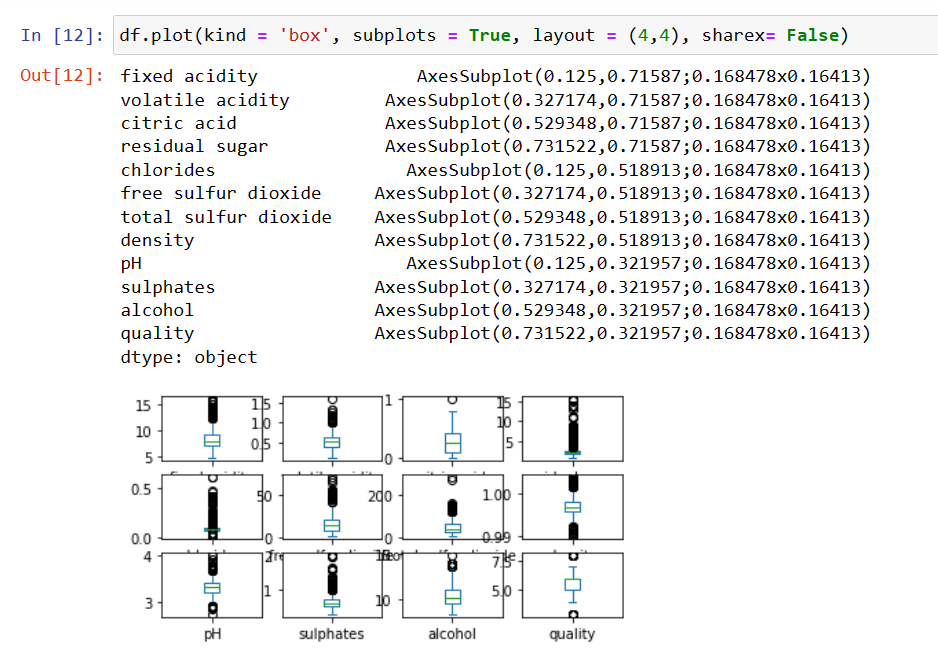 In [12]: df.plot(kind = 'box', subplots = True, layout = (4,4), sharex= False)
Out[12]: fixed acidity AxesSubplot(0.125,0.71587;0.168478x0.16413)
volatile acidity AxesSubplot(0.327174,0.71587;0.168478x0.16413)
citric acid AxesSubplot(0.529348,0.71587;0.168478x0.16413)
residual sugar AxesSubplot(0.731522,0.71587;0.168478x0.16413)
chlorides AxesSubplot(0.125,0.518913;0.168478x0.16413)
free sulfur dioxide AxesSubplot(0.327174,0.518913;0.168478x0.16413)
total sulfur dioxide AxesSubplot(0.529348,0.518913;0.168478x0.16413)
density AxesSubplot(0.731522,0.518913;0.168478x0.16413)
pH AxesSubplot(0.125,0.321957;0.168478x0.16413)
sulphates AxesSubplot(0.327174,0.321957;0.168478x0.16413)
alcohol AxesSubplot(0.529348,0.321957;0.168478x0.16413)
quality AxesSubplot(0.731522,0.321957;0.168478x0.16413)
dtype: object
15 1.5 1 15
10 1.0 10
0.5 5
5 0
0.5 50 200 1.00
0.0 0 0 0.99
4 2 7.5
1 10 5.0
3
pH sulphates alcohol quality